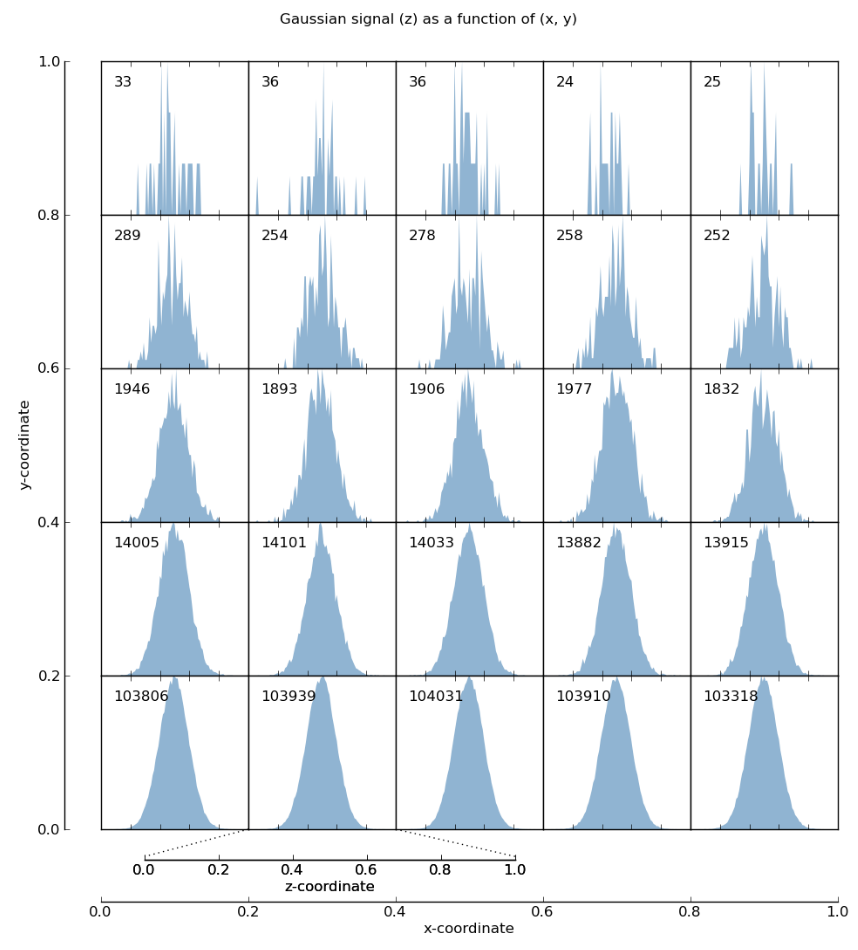 Gaussian signal (z) as a function of (x, y)
1.0
33 36 36 24 25
0.8
289 254 278 258 252
0.6
1946 1893 1906 1977 1832
y-coordinate
0.4
14005 14101 14033 13882 13915
0.2
103806 103939 104031 103910 103318
0.0
0.0 0.2 0.4 0.6 0.8 1.0
z-coordinate
0.0 0.2 0.4 0.6 0.8 1.0
x-coordinate